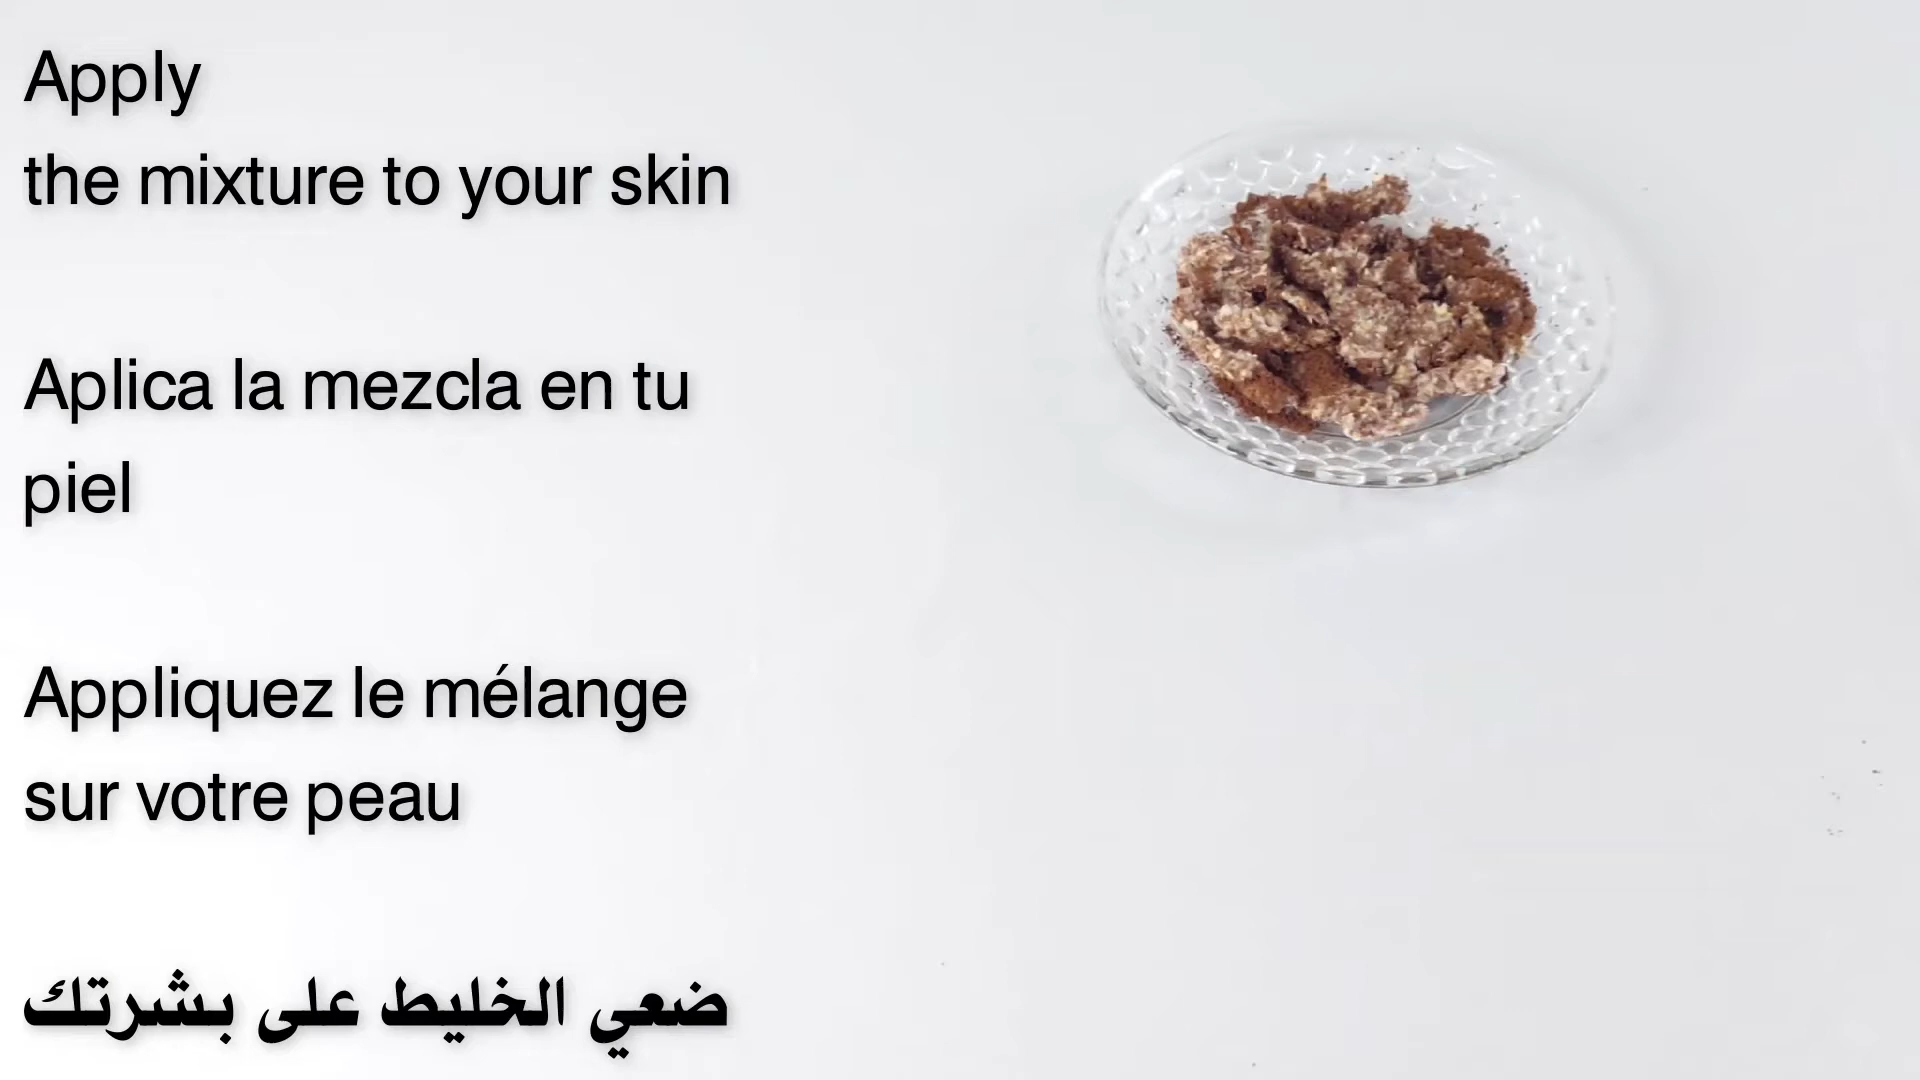 Apply
the mixture to your skin
Aplica la mezcla en tu
piel
Appliquez le mélange
sur votre peau
ضعي الخليط على بشرتك